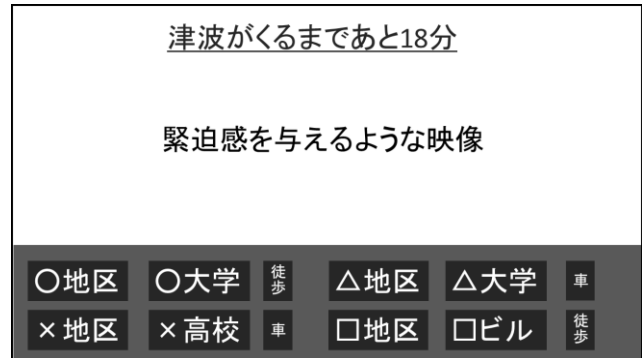 津波がくるまであと18分
緊迫感を与えるような映像
〇地区 〇大学 徒歩 △地区 △大学 車
×地区 ×高校 車 □地区 □ビル 徒歩